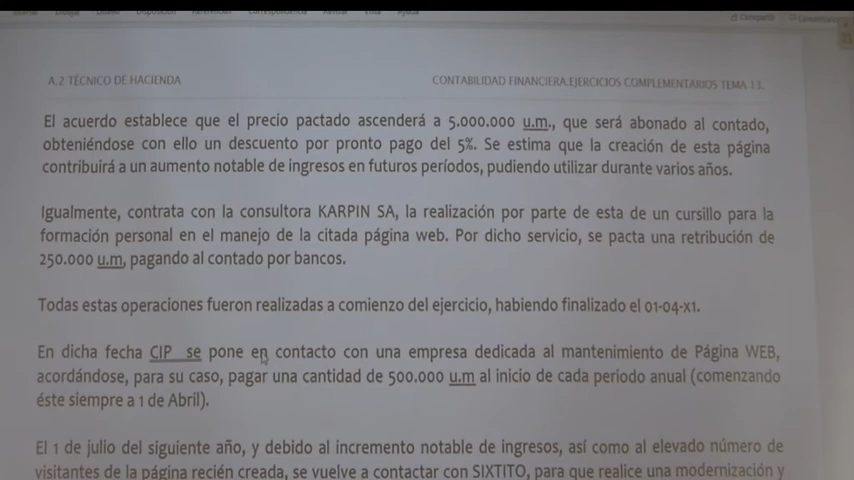 Compartir
A.2 TÉCNICO DE HACIENDA
CONTABILIDAD FINANCIERA.EJERCICIOS COMPLEMENTARIOS TEMA 13.
El acuerdo establece que el precio pactado ascenderá a 5.000.000 u.m., que será abonado al contado,
obteniéndose con ello un descuento por pronto pago del 5%. Se estima que la creación de esta página
contribuirá a un aumento notable de ingresos en futuros períodos, pudiendo utilizar durante varios años.
Igualmente, contrata con la consultora KARPIN SA, la realización por parte de esta de un cursillo para la
formación personal en el manejo de la citada página web. Por dicho servicio, se pacta una retribución de
250.000 u.m, pagando al contado por bancos.
Todas estas operaciones fueron realizadas a comienzo del ejercicio, habiendo finalizado el 01-04-x1.
En dicha fecha CIP se pone en contacto con una empresa dedicada al mantenimiento de Página WEB,
acordándose, para su caso, pagar una cantidad de 500.000 u.m al inicio de cada periodo anual (comenzando
éste siempre a 1 de Abril).
El 1 de julio del siguiente año, y debido al incremento notable de ingresos, así como al elevado número de
visitantes de la página recién creada, se vuelve a contactar con SIXTITO, para que realice una modernización y